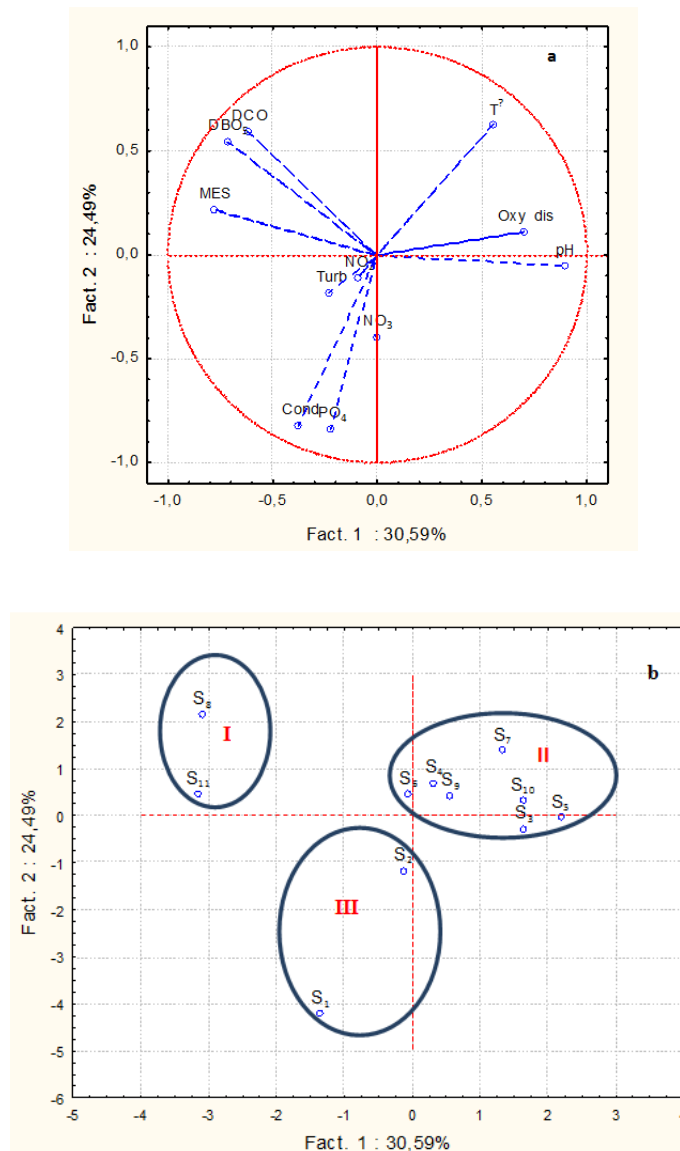 a
1,0
0,5
0,0
-0,5
-1,0
Fact. 2 : 24,49%
DCO
DBO5
T?
MES
Oxy dis
pH
NO3
Turb
NO3
Cond
PO4
-1,0 -0,5 0,0 0,5 1,0
Fact. 1 : 30,59%
b
4
3
2
1
0
-1
-2
-3
-4
-5
-6
Fact. 2 : 24,49%
S8
I
S11
S7
II
S4
S9
S10
S3
S2
III
S1
-5 -4 -3 -2 -1 0 1 2 3 4
Fact. 1 : 30,59%